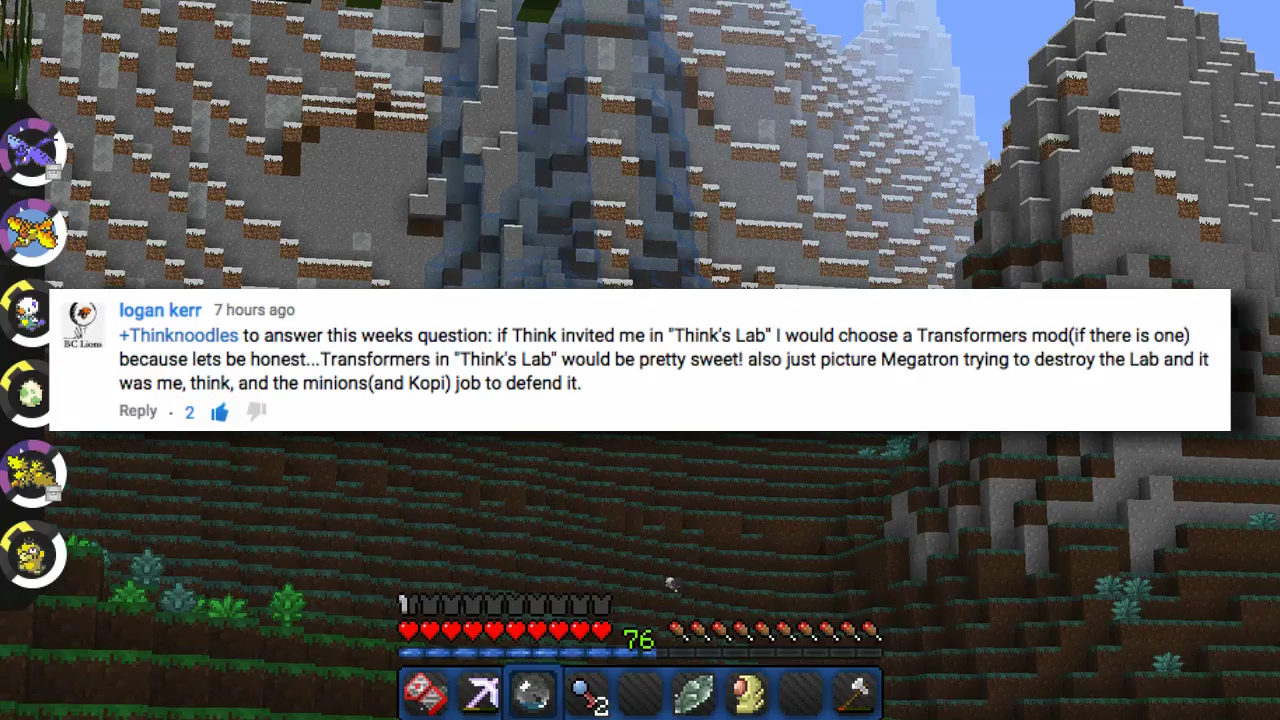 logan kerr 7 hours ago
+Thinknoodles to answer this weeks question: if Think invited me in "Think's Lab" I would choose a Transformers mod(if there is one)
because lets be honest...Transformers in "Think's Lab" would be pretty sweet! also just picture Megatron trying to destroy the Lab and it
was me, think, and the minions(and Kopi) job to defend it.
BC Lions
Reply · 2
76
2